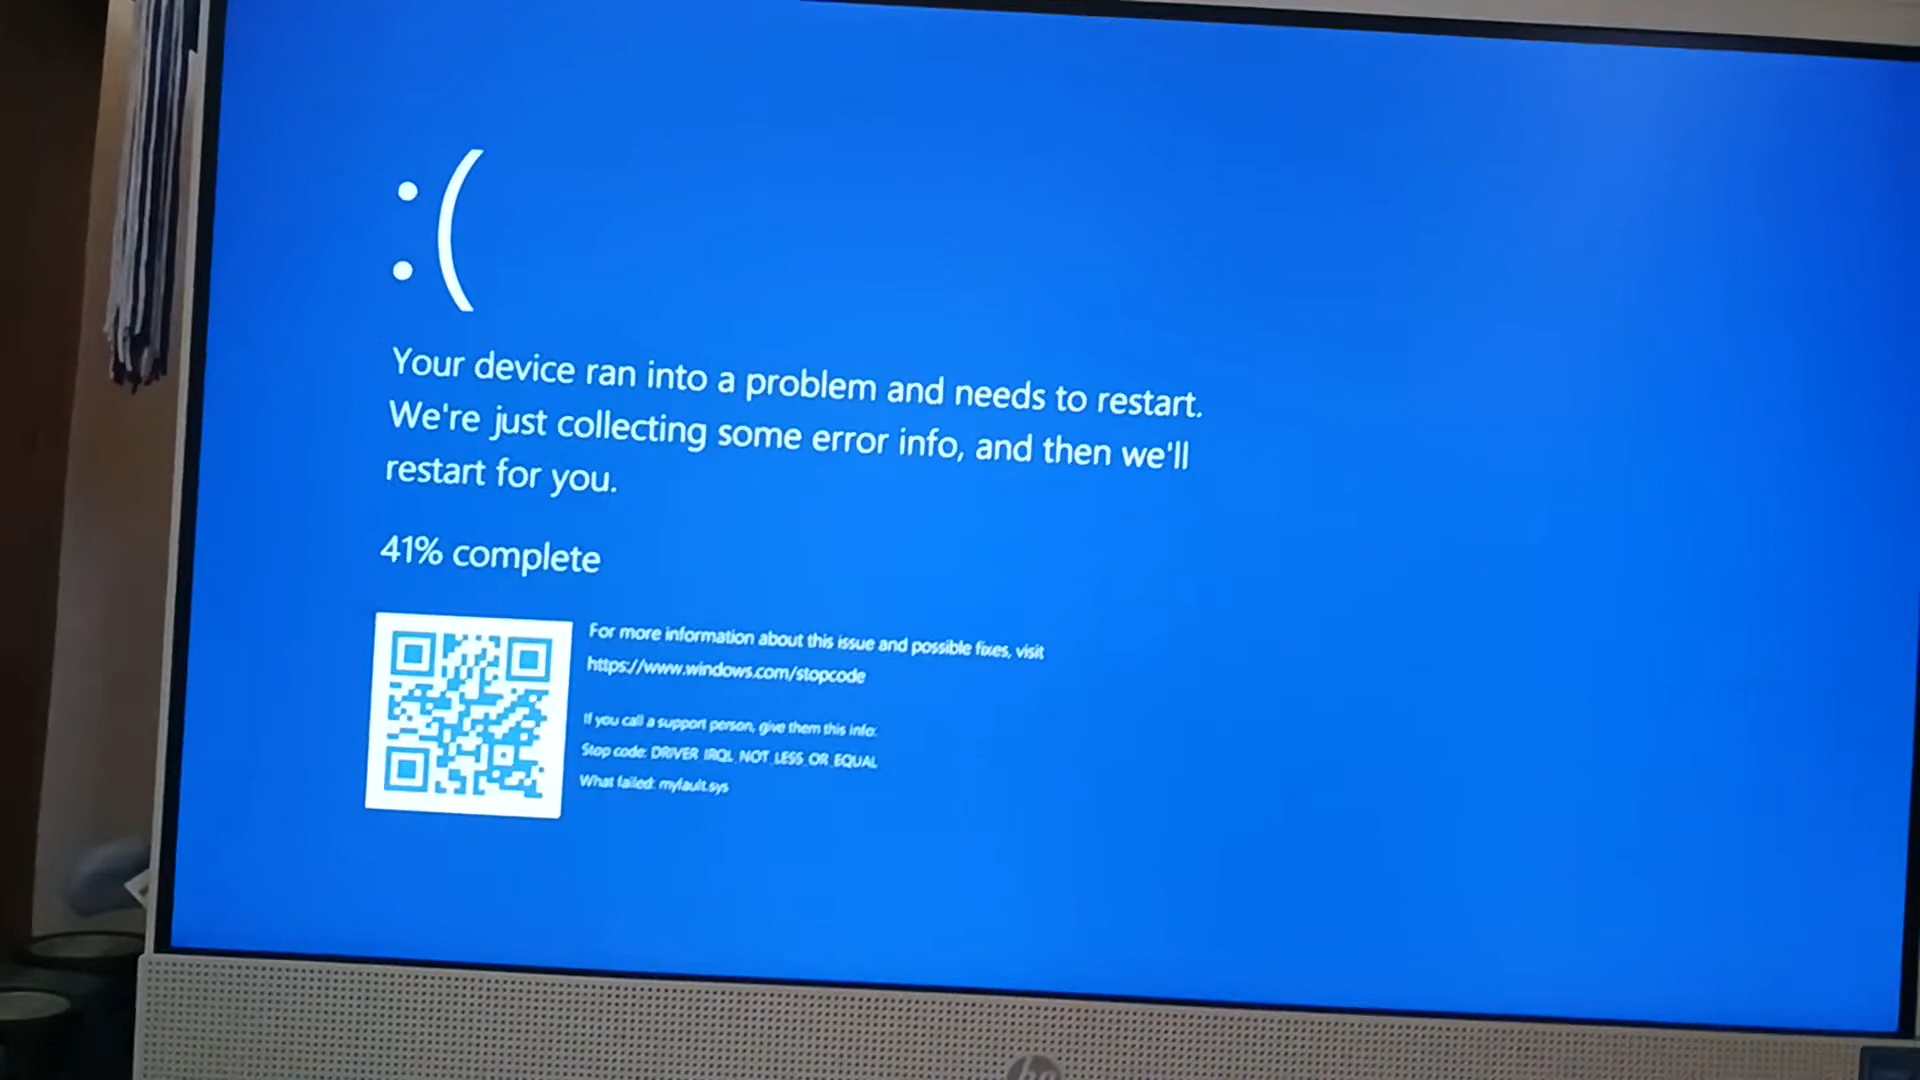 :(
Your device ran into a problem and needs to restart.
We're just collecting some error info, and then we'll
restart for you.
41% complete
For more information about this issue and possible fixes, visit
https://www.windows.com/stopcode
If you call a support person, give them this info:
Stop code: DRIVER IRQL NOT LESS OR EQUAL
What failed: myfault.sys
hp